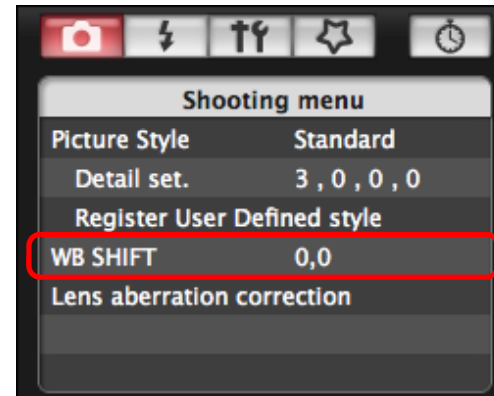 Shooting menu
Picture Style Standard
Detail set. 3 , 0 , 0 , 0
Register User Defined style
WB SHIFT 0,0
Lens aberration correction